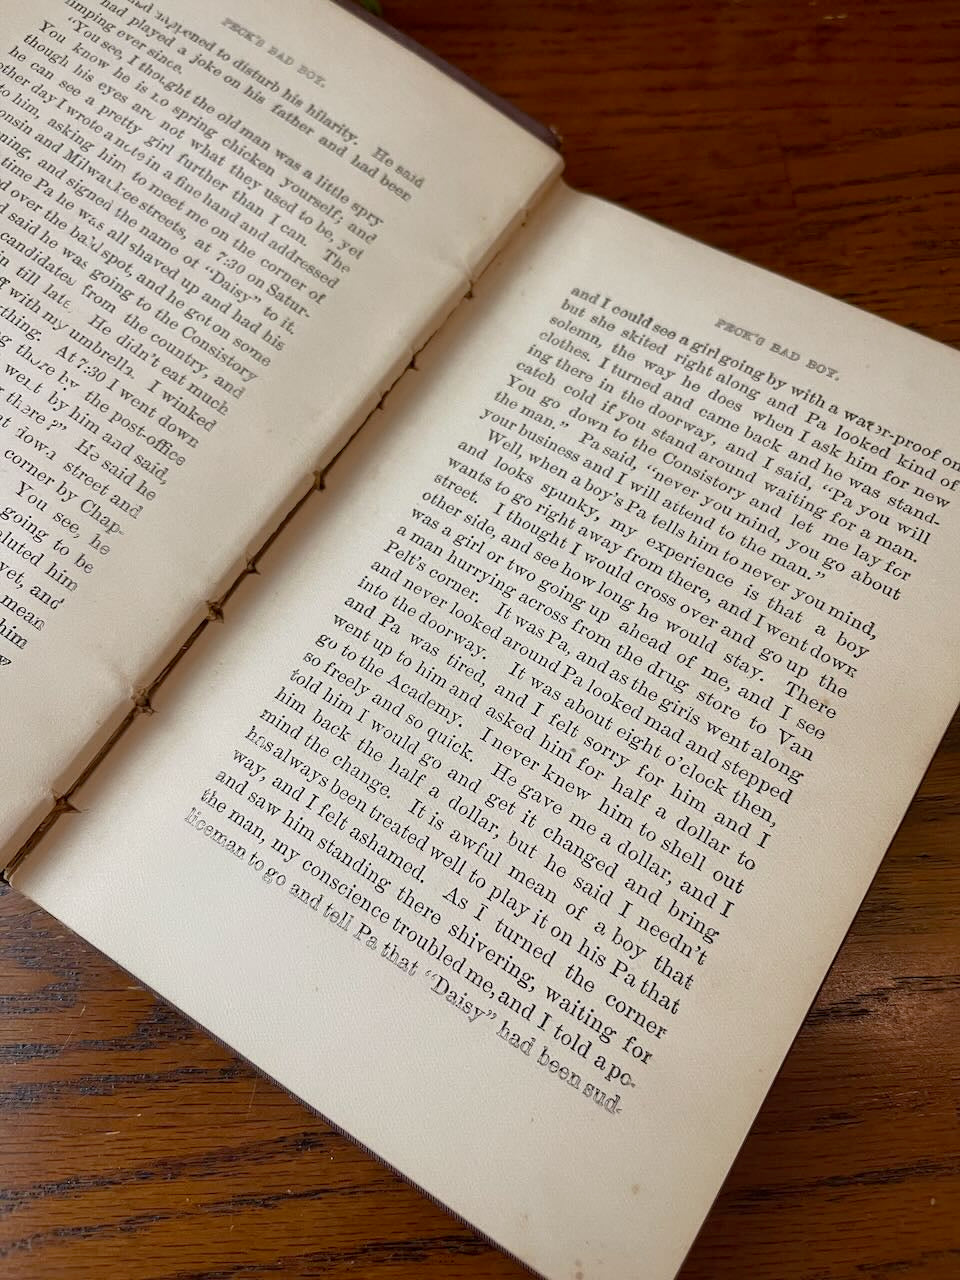 PECK'S BAD BOY.
happened to disturb his hilarity. He said
had played a joke on his father and had been
limping ever since.
"You see, I thought the old man was a little spry
You know he is no spring chicken yourself; and
though his eyes are not what they used to be, yet
he can see a pretty girl further than I can. The
other day I wrote a note in a fine hand and addressed
to him, asking him to meet me on the corner of
onsin and Milwaukee streets, at 7:30 on Satur-
ning, and signed the name of "Daisy" to it.
time Pa he was all shaved up and had his
d over the bald spot, and he got on some
d said he was going to the Consistory
candidates from the country, and
in till late. He didn't eat much
ff with my umbrella. I winked
ything. At 7:30 I went down
ng there by the post-office
went by him and said,
there?" He said he
at down street and
corner by Chap-
You see, he
going to be
aluted him
yet, and
mean
him
PECK'S BAD BOY.
and I could see a girl going by with a water-proof on
but she skited right along and Pa looked kind of
solemn, the way he does when I ask him for new
clothes. I turned and came back and he was stand-
ing there in the doorway, and I said, "Pa you will
catch cold if you stand around waiting for a man.
You go down to the Consistory and let me lay for
the man." Pa said, "never you mind, you go about
your business and I will attend to the man."
Well, when a boy's Pa tells him to never you mind,
and looks spunky, my experience is that a boy
wants to go right away from there, and I went down
street. I thought I would cross over and go up the
other side, and see how long he would stay. There
was a girl or two going up ahead of me, and I see
a man hurrying across from the drug store to Van
Pelt's corner. It was Pa, and as the girls went along
and never looked around Pa looked mad and stepped
into the doorway. It was about eight o'clock then,
and Pa was tired, and I felt sorry for him and I
went up to him and asked him for half a dollar to
go to the Academy. I never knew him to shell out
so freely and so quick. He gave me a dollar, and I
told him I would go and get it changed and bring
him back the half a dollar, but he said I needn't
mind the change. It is awful mean of a boy that
has always been treated well to play it on his Pa that
way, and I felt ashamed. As I turned the corner
and saw him standing there shivering, waiting for
the man, my conscience troubled me, and I told a po-
liceman to go and tell Pa that "Daisy" had been sud-